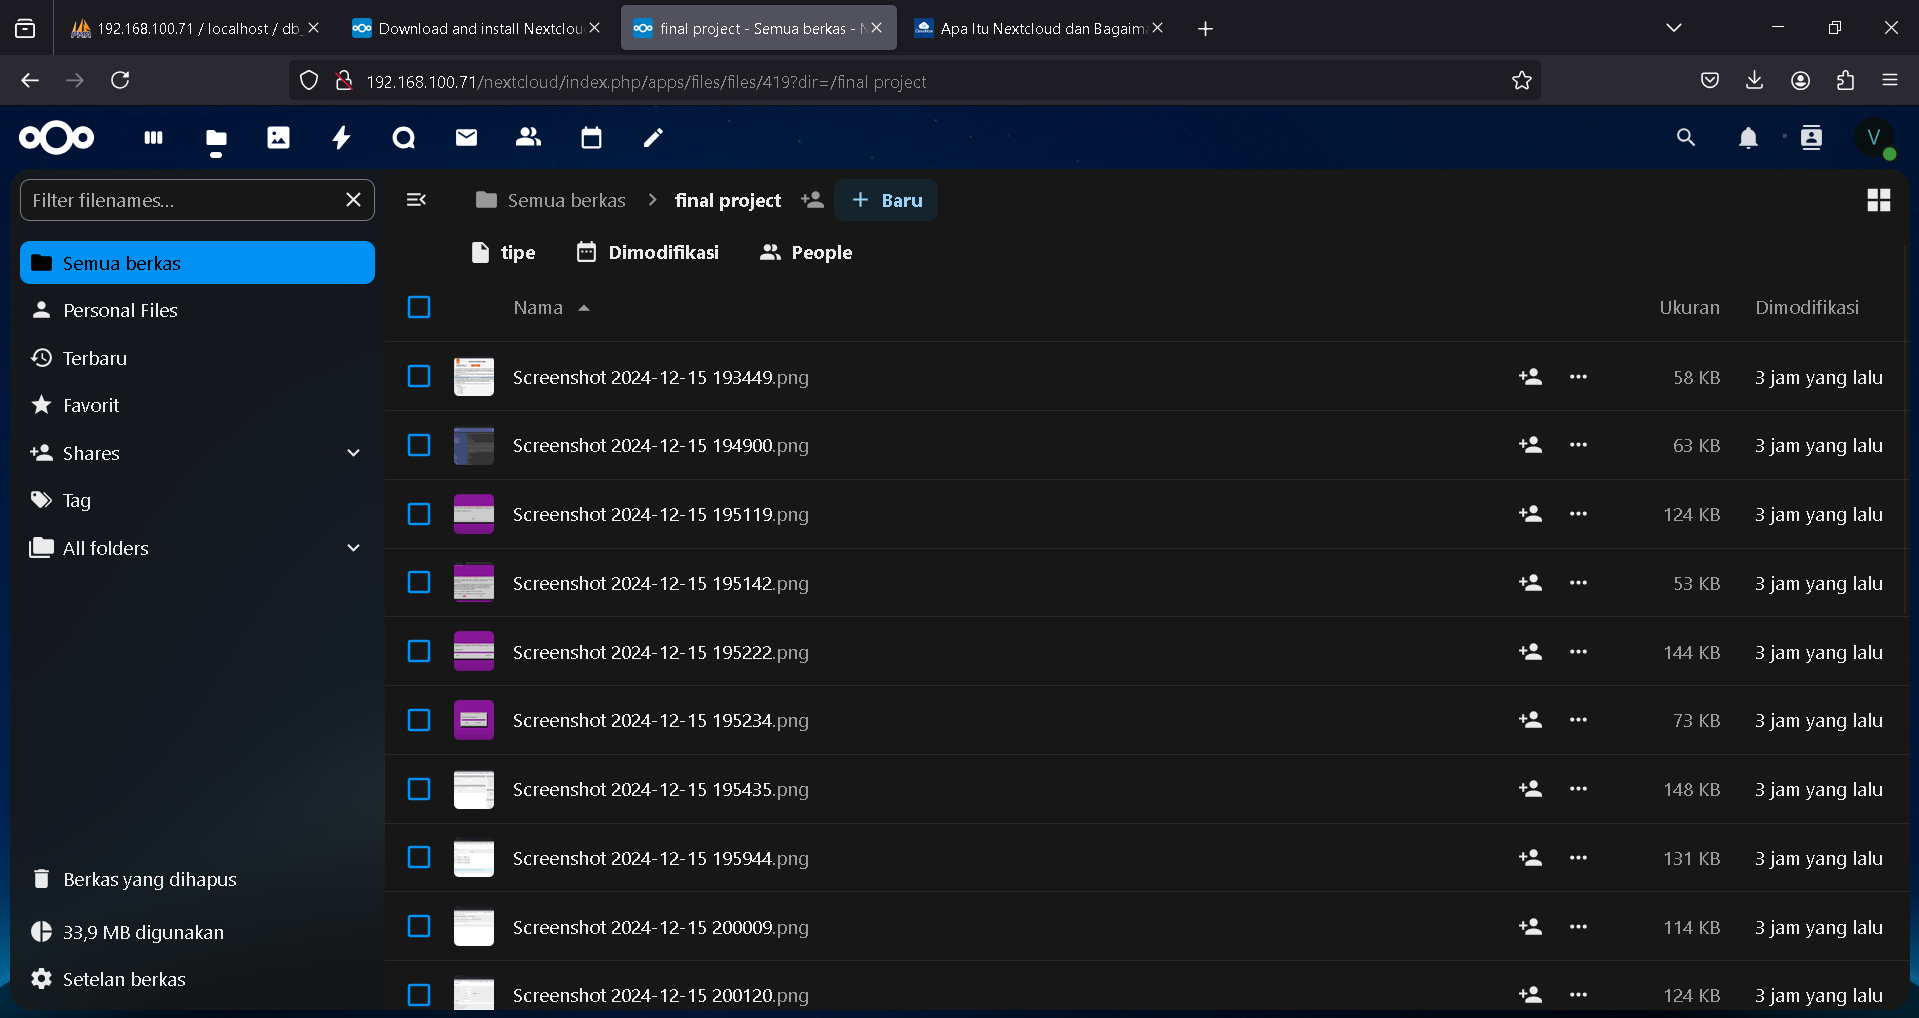 192.168.100.71 / localhost / db_
Download and install Nextclou
final project - Semua berkas - N
Apa Itu Nextcloud dan Bagaim
192.168.100.71/nextcloud/index.php/apps/files/files/419?dir=/final project
V
Filter filenames...
Semua berkas
final project
Baru
tipe
Dimodifikasi
People
Semua berkas
Personal Files
Terbaru
Favorit
Shares
Tag
All folders
Berkas yang dihapus
33,9 MB digunakan
Setelan berkas
Nama
Ukuran
Dimodifikasi
Screenshot 2024-12-15 193449.png 58 KB 3 jam yang lalu
Screenshot 2024-12-15 194900.png 63 KB 3 jam yang lalu
Screenshot 2024-12-15 195119.png 124 KB 3 jam yang lalu
Screenshot 2024-12-15 195142.png 53 KB 3 jam yang lalu
Screenshot 2024-12-15 195222.png 144 KB 3 jam yang lalu
Screenshot 2024-12-15 195234.png 73 KB 3 jam yang lalu
Screenshot 2024-12-15 195435.png 148 KB 3 jam yang lalu
Screenshot 2024-12-15 195944.png 131 KB 3 jam yang lalu
Screenshot 2024-12-15 200009.png 114 KB 3 jam yang lalu
Screenshot 2024-12-15 200120.png 124 KB 3 jam yang lalu